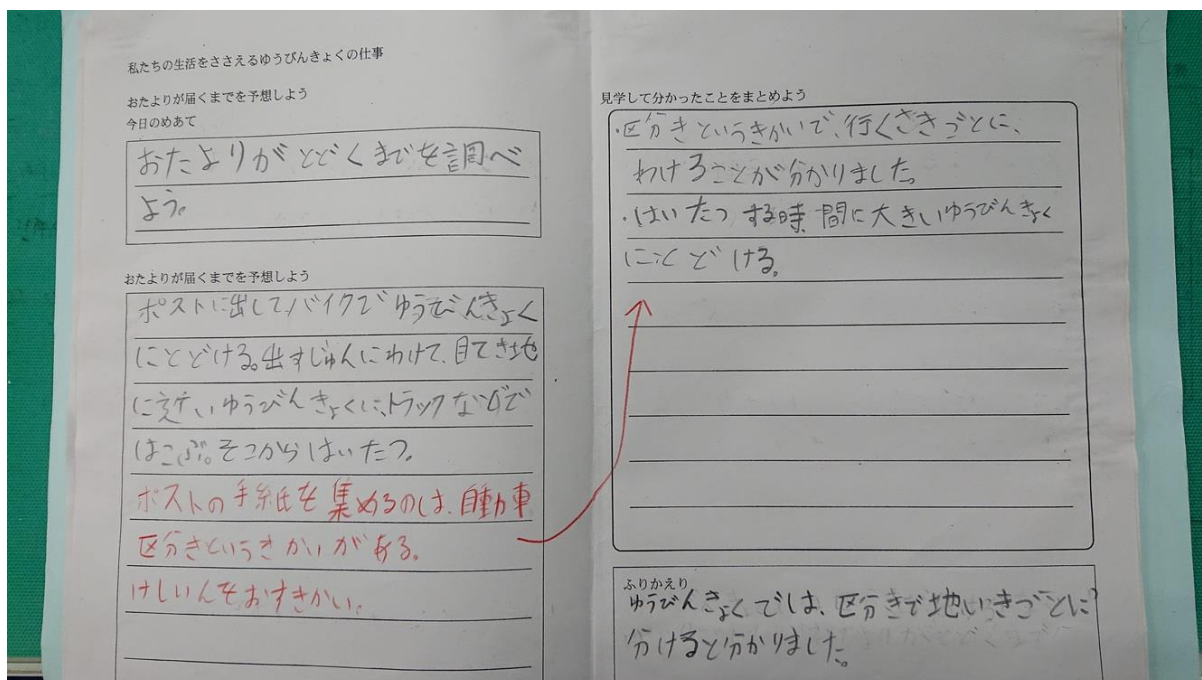 私たちの生活をささえるゆうびんきょくの仕事
おたよりが届くまでを予想しよう
今日のめあて
おたよりがとどくまでを調べ
よう。
おたよりが届くまでを予想しよう
ポストに出して、バイクでゆうびんきょく
にとどける。出すじゅんにわけて、目てき地
に近いゆうびんきょくに、トラックなどで
はこぶ。そこからはいたつ。
ポストの手紙を集めるのは、自動車
区分きというきかいがある。
けしいんをおすきかい。
見学して分かったことをまとめよう
・区分きというきかいで、行くさきごとに、
わけることが分かりました。
・はいたつする時間に大きいゆうびんきょく
にとどける。
ふりかえり
ゆうびんきょくでは、区分きで地いきごとに
分けると分かりました。